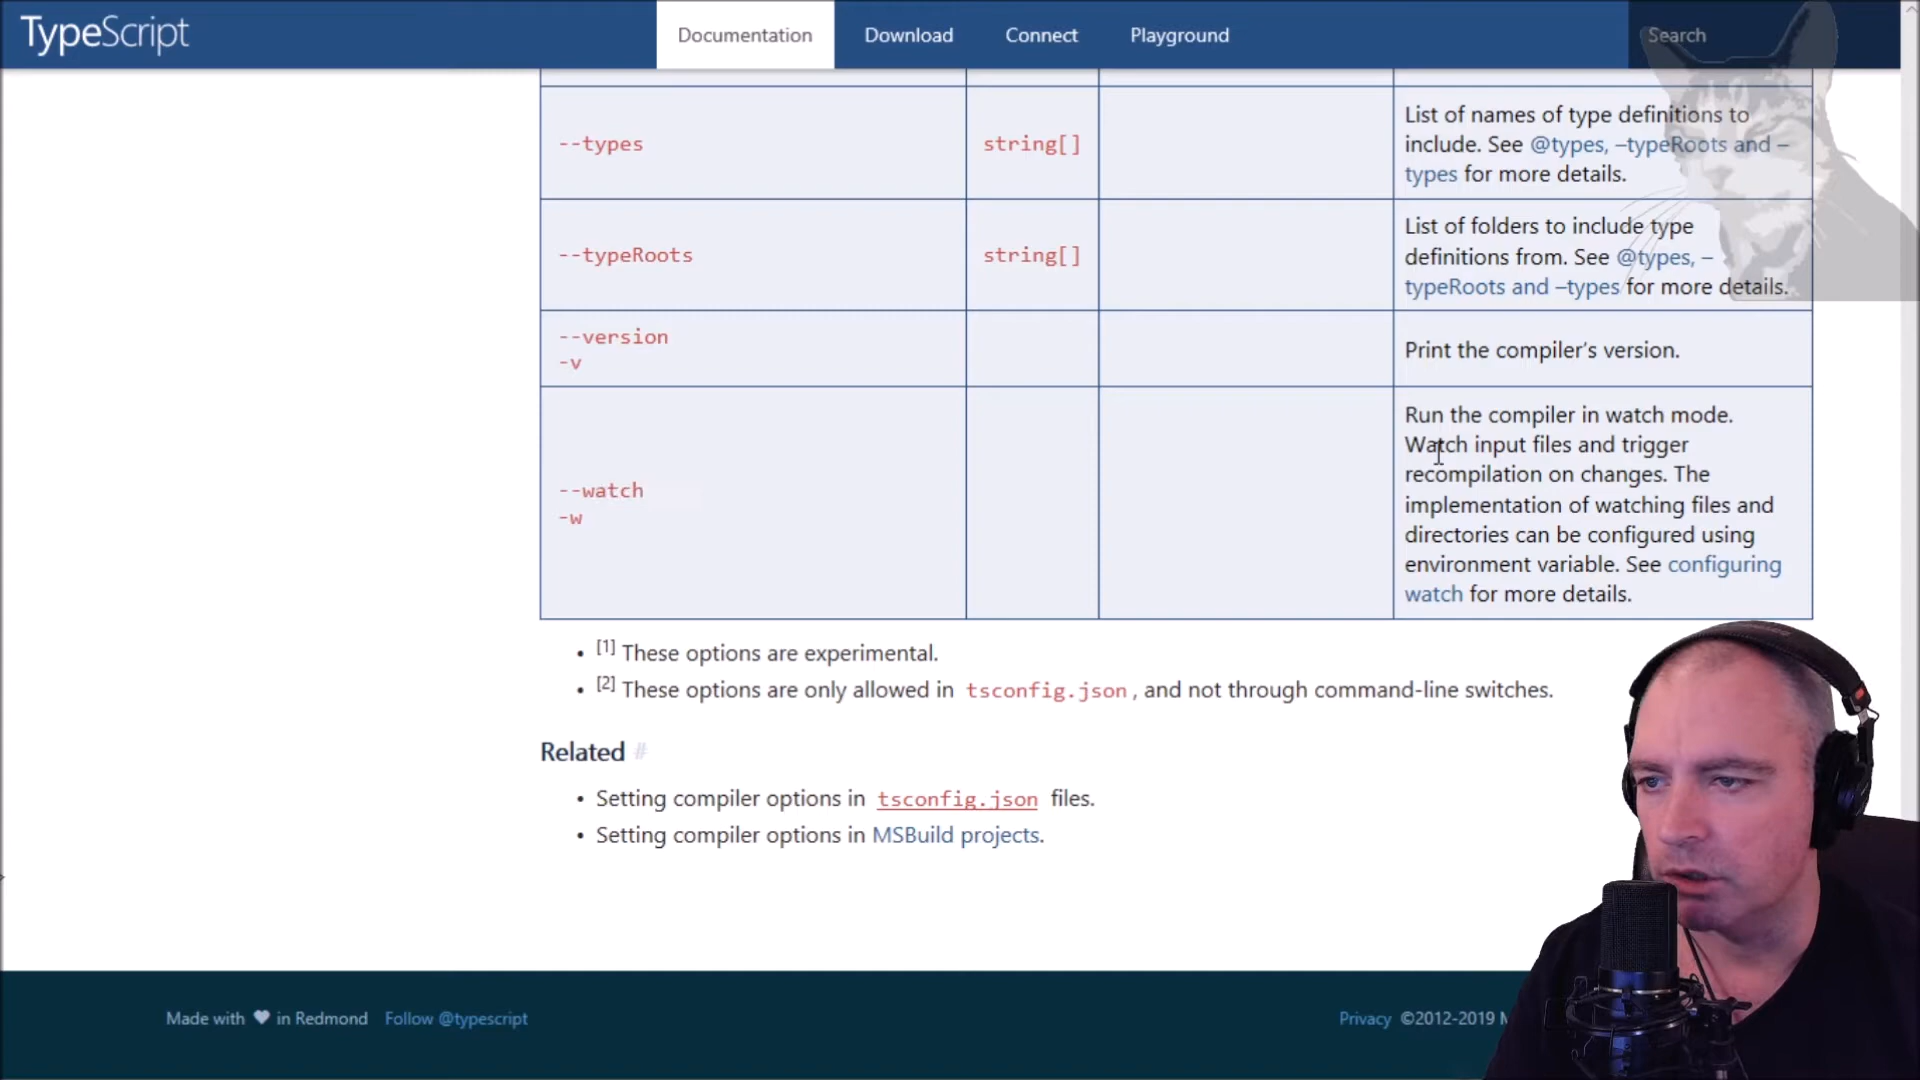 TypeScript
Documentation
Download
Connect
Playground
Search
--types
string[]
List of names of type definitions to
include. See @types, –typeRoots and –
types for more details.
--typeRoots
string[]
List of folders to include type
definitions from. See @types, –
typeRoots and –types for more details.
--version
-v
Print the compiler’s version.
--watch
-w
Run the compiler in watch mode.
Watch input files and trigger
recompilation on changes. The
implementation of watching files and
directories can be configured using
environment variable. See configuring
watch for more details.
• [1] These options are experimental.
• [2] These options are only allowed in tsconfig.json, and not through command-line switches.
Related #
• Setting compiler options in tsconfig.json files.
• Setting compiler options in MSBuild projects.
Made with ♥ in Redmond
Follow @typescript
Privacy
©2012-2019